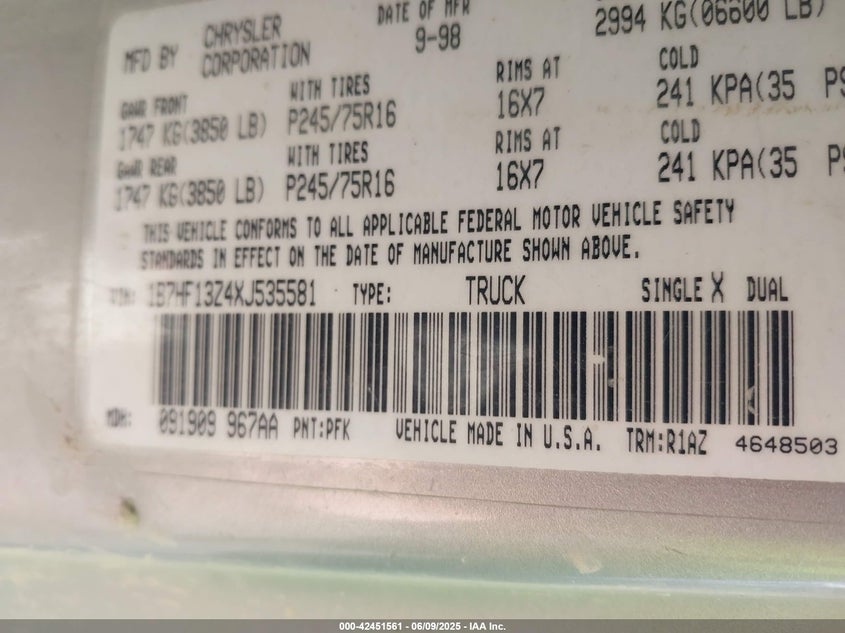 MFD BY CHRYSLER CORPORATION DATE OF MFR 9-98 2994 KG(06600 LB)
GAWR FRONT WITH TIRES RIMS AT COLD
1747 KG(3850 LB) P245/75R16 16X7 241 KPA(35 PS
GAWR REAR WITH TIRES RIMS AT COLD
1747 KG(3850 LB) P245/75R16 16X7 241 KPA(35 PS
THIS VEHICLE CONFORMS TO ALL APPLICABLE FEDERAL MOTOR VEHICLE SAFETY
STANDARDS IN EFFECT ON THE DATE OF MANUFACTURE SHOWN ABOVE.
VIN: 1B7HF13Z4XJ535581 TYPE: TRUCK SINGLE X DUAL
MDH: 091909 967AA PNT:PFK VEHICLE MADE IN U.S.A. TRM:R1AZ 4648503
000-42451561 - 06/09/2025 - IAA Inc.